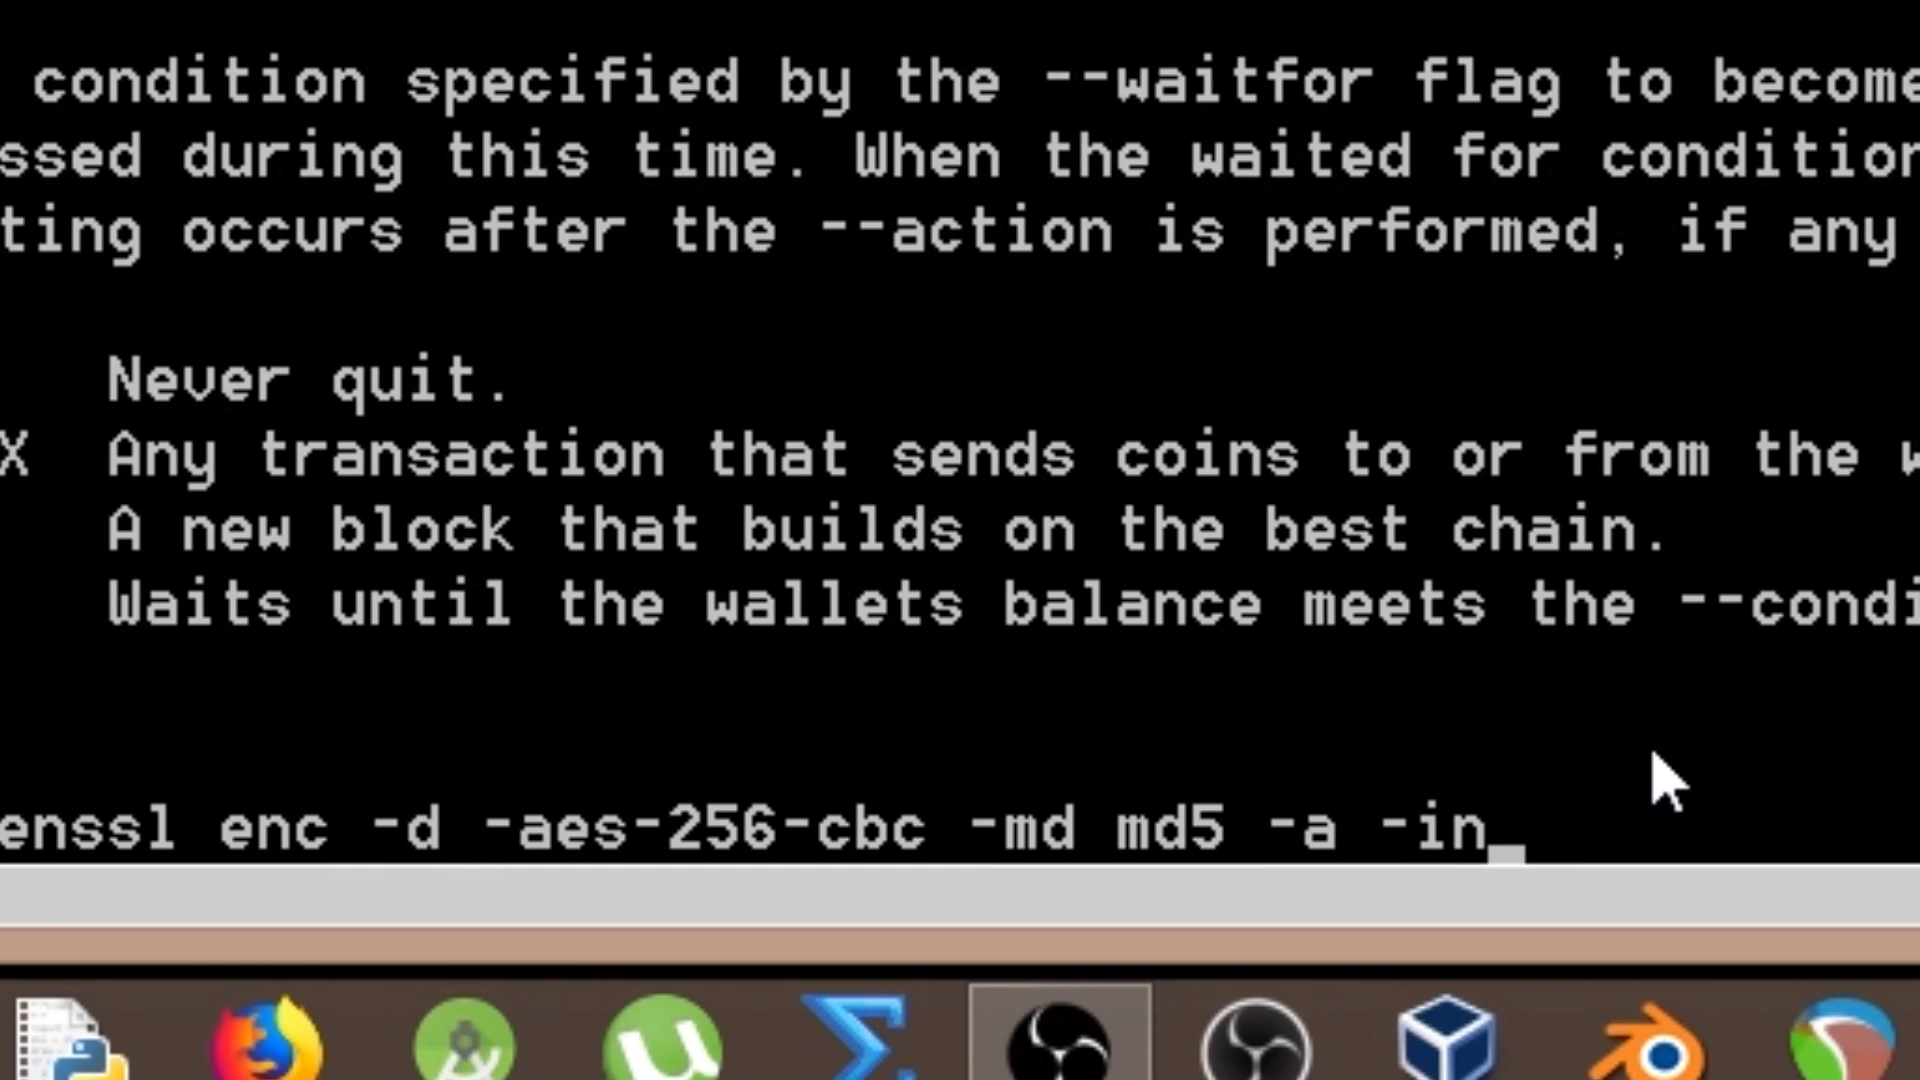 condition specified by the --waitfor flag to become
ssed during this time. When the waited for condition
ting occurs after the --action is performed, if any
Never quit.
X Any transaction that sends coins to or from the w
A new block that builds on the best chain.
Waits until the wallets balance meets the --condi
enssl enc -d -aes-256-cbc -md md5 -a -in